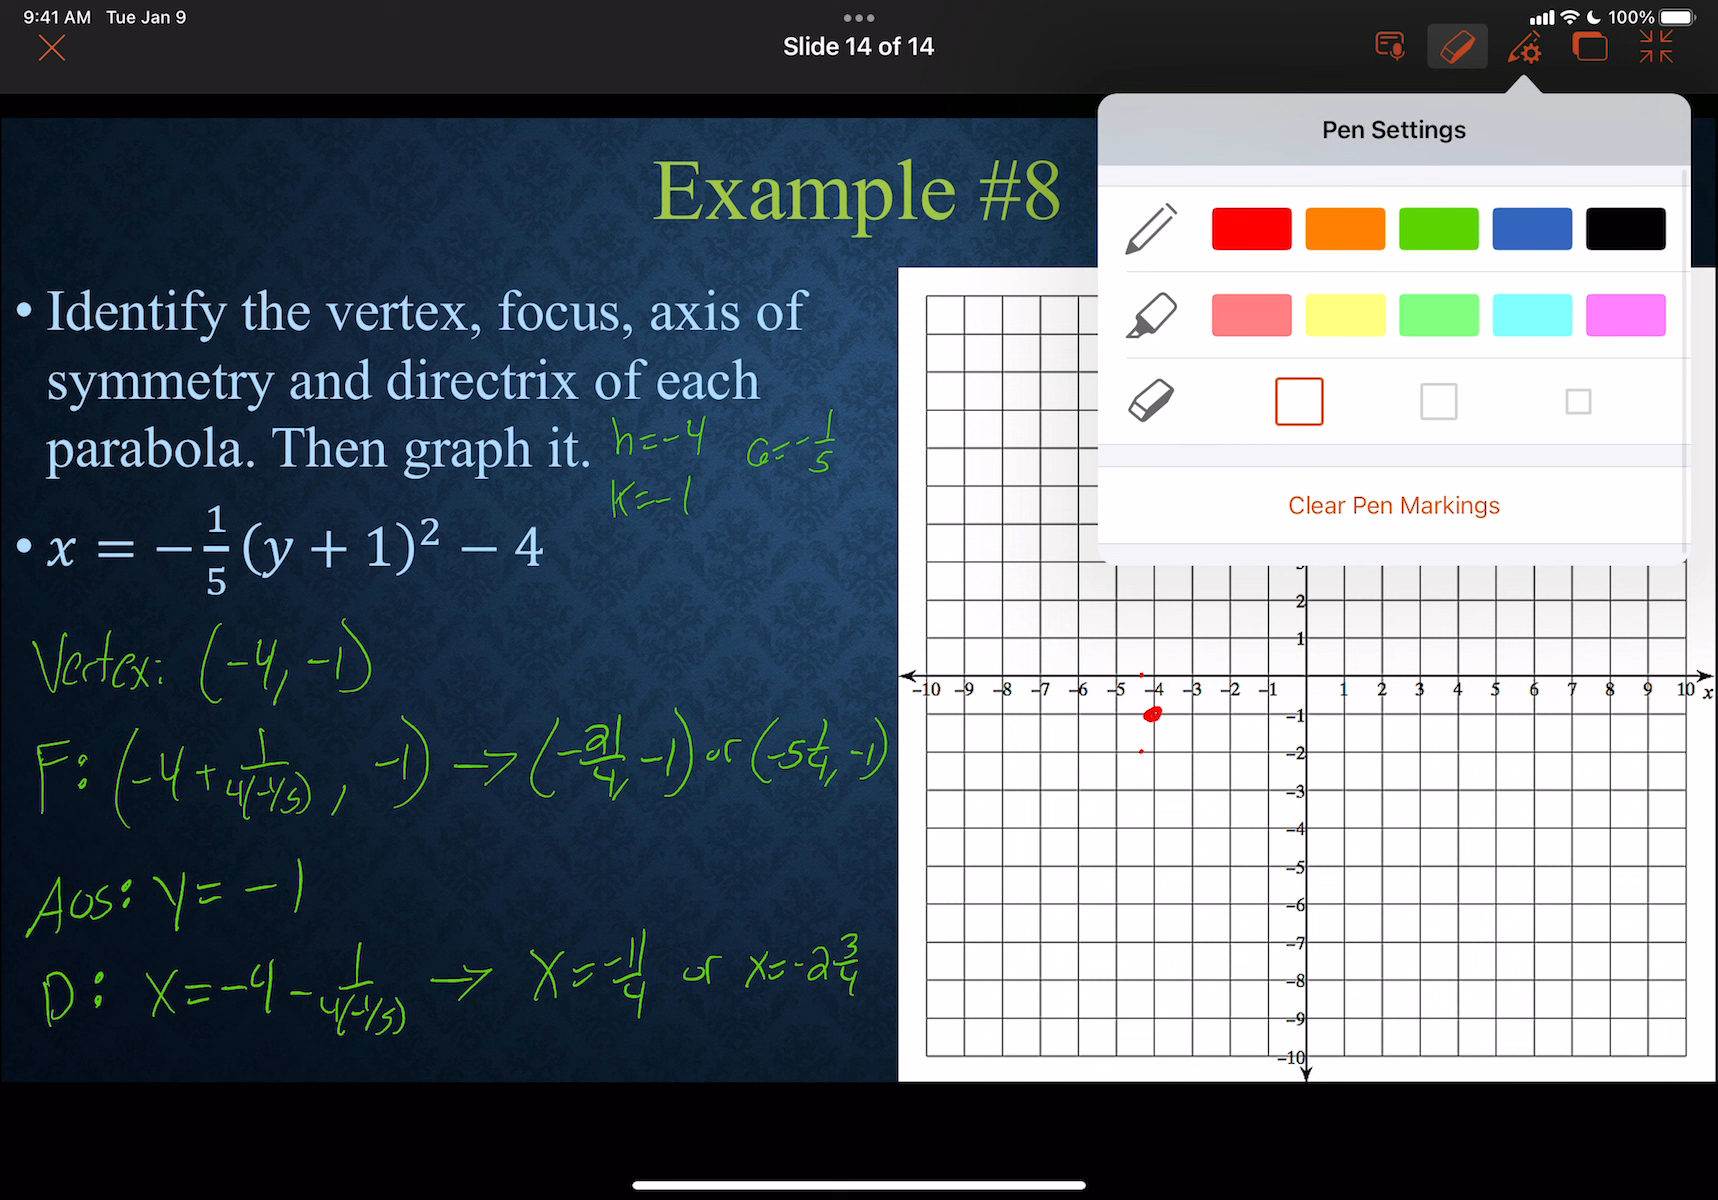 9:41 AM Tue Jan 9
100%
Slide 14 of 14
Pen Settings
Clear Pen Markings
Example #8
• Identify the vertex, focus, axis of
symmetry and directrix of each
parabola. Then graph it.
h=-4 a=-1/5
K=-1
• x = −1/5(y + 1)² − 4
Vertex: (-4, -1)
F: (-4+1/4(-1/5), -1) → (-21/4, -1) or (-5 1/4, -1)
Aos: y= -1
D: X=-4-1/4(-1/5) → X=-11/4 or X=-2 3/4
2
1
-10 -9 -8 -7 -6 -5 -4 -3 -2 -1 1 2 3 4 5 6 7 8 9 10 x
-1
-2
-3
-4
-5
-6
-7
-8
-9
-10